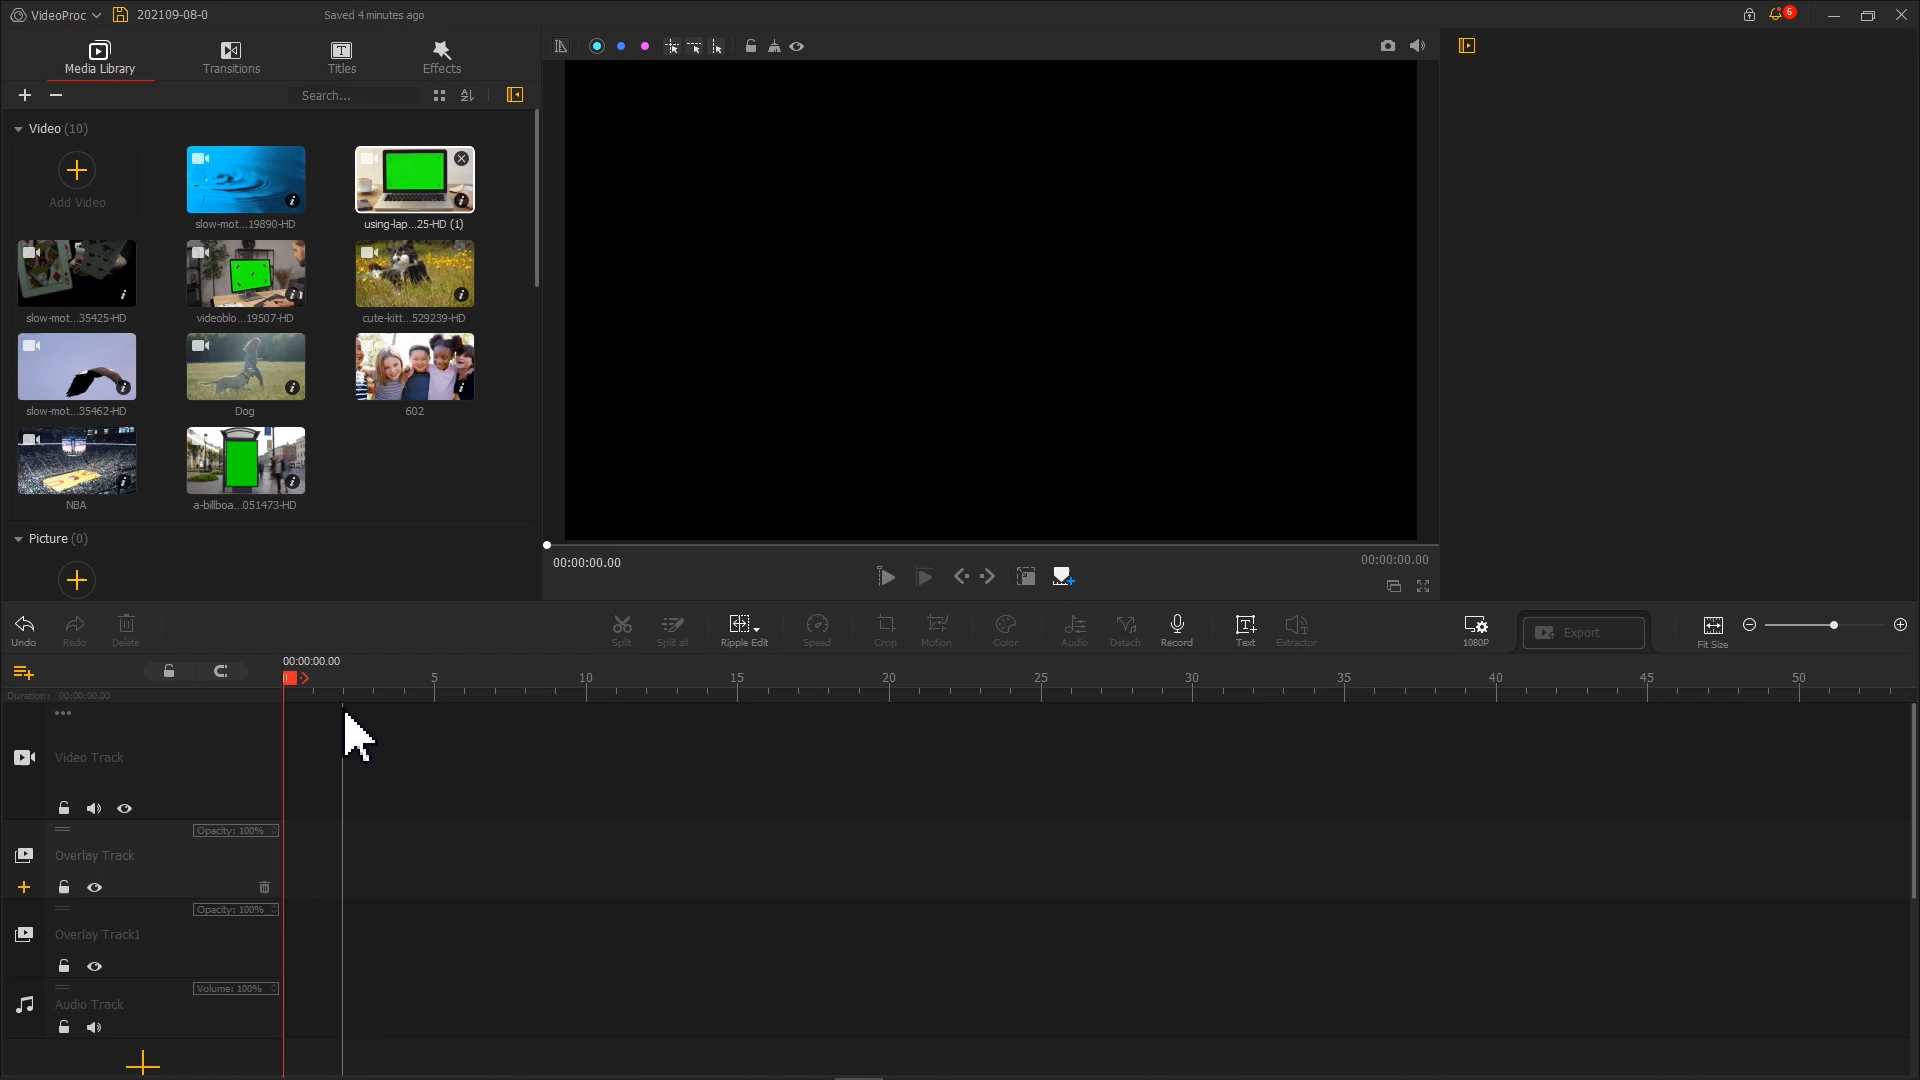 VideoProc
202109-08-0
Saved 4 minutes ago
6
Media Library
Transitions
Titles
Effects
Search...
Video (10)
Add Video
slow-mot...19890-HD
using-lap...25-HD (1)
slow-mot...35425-HD
videoblo...19507-HD
cute-kitt...529239-HD
slow-mot...35462-HD
Dog
602
NBA
a-billboa...051473-HD
Picture (0)
00:00:00.00
00:00:00.00
Undo
Redo
Delete
Split
Split all
Ripple Edit
Speed
Crop
Motion
Color
Audio
Detach
Record
Text
Extractor
1080P
Export
Fit Size
00:00:00.00
5
10
15
20
25
30
35
40
45
50
Duration: 00:00:00.00
Video Track
Opacity: 100%
Overlay Track
Opacity: 100%
Overlay Track1
Volume: 100%
Audio Track